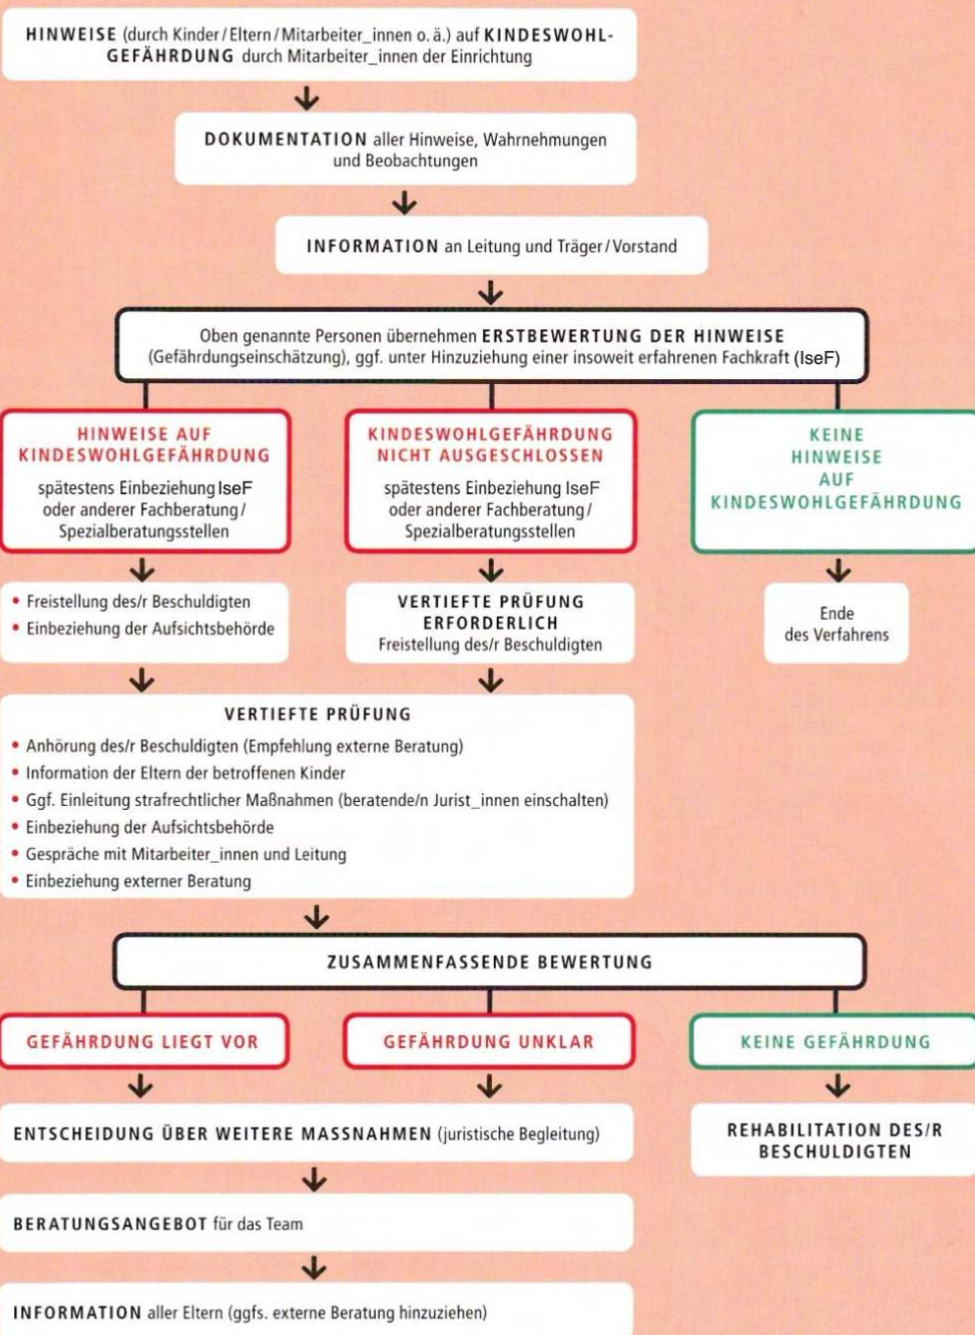 HINWEISE (durch Kinder/Eltern/Mitarbeiter_innen o. ä.) auf KINDESWOHL-
GEFÄHRDUNG durch Mitarbeiter_innen der Einrichtung
DOKUMENTATION aller Hinweise, Wahrnehmungen
und Beobachtungen
INFORMATION an Leitung und Träger/Vorstand
Oben genannte Personen übernehmen ERSTBEWERTUNG DER HINWEISE
(Gefährdungseinschätzung), ggf. unter Hinzuziehung einer insoweit erfahrenen Fachkraft (IseF)
HINWEISE AUF
KINDESWOHLGEFÄHRDUNG
spätestens Einbeziehung IseF
oder anderer Fachberatung/
Spezialberatungsstellen
KINDESWOHLGEFÄHRDUNG
NICHT AUSGESCHLOSSEN
spätestens Einbeziehung IseF
oder anderer Fachberatung/
Spezialberatungsstellen
KEINE
HINWEISE
AUF
KINDESWOHLGEFÄHRDUNG
• Freistellung des/r Beschuldigten
• Einbeziehung der Aufsichtsbehörde
VERTIEFTE PRÜFUNG
ERFORDERLICH
Freistellung des/r Beschuldigten
Ende
des Verfahrens
VERTIEFTE PRÜFUNG
• Anhörung des/r Beschuldigten (Empfehlung externe Beratung)
• Information der Eltern der betroffenen Kinder
• Ggf. Einleitung strafrechtlicher Maßnahmen (beratende/n Jurist_innen einschalten)
• Einbeziehung der Aufsichtsbehörde
• Gespräche mit Mitarbeiter_innen und Leitung
• Einbeziehung externer Beratung
ZUSAMMENFASSENDE BEWERTUNG
GEFÄHRDUNG LIEGT VOR
GEFÄHRDUNG UNKLAR
KEINE GEFÄHRDUNG
ENTSCHEIDUNG ÜBER WEITERE MASSNAHMEN (juristische Begleitung)
REHABILITATION DES/R
BESCHULDIGTEN
BERATUNGSANGEBOT für das Team
INFORMATION aller Eltern (ggfs. externe Beratung hinzuziehen)